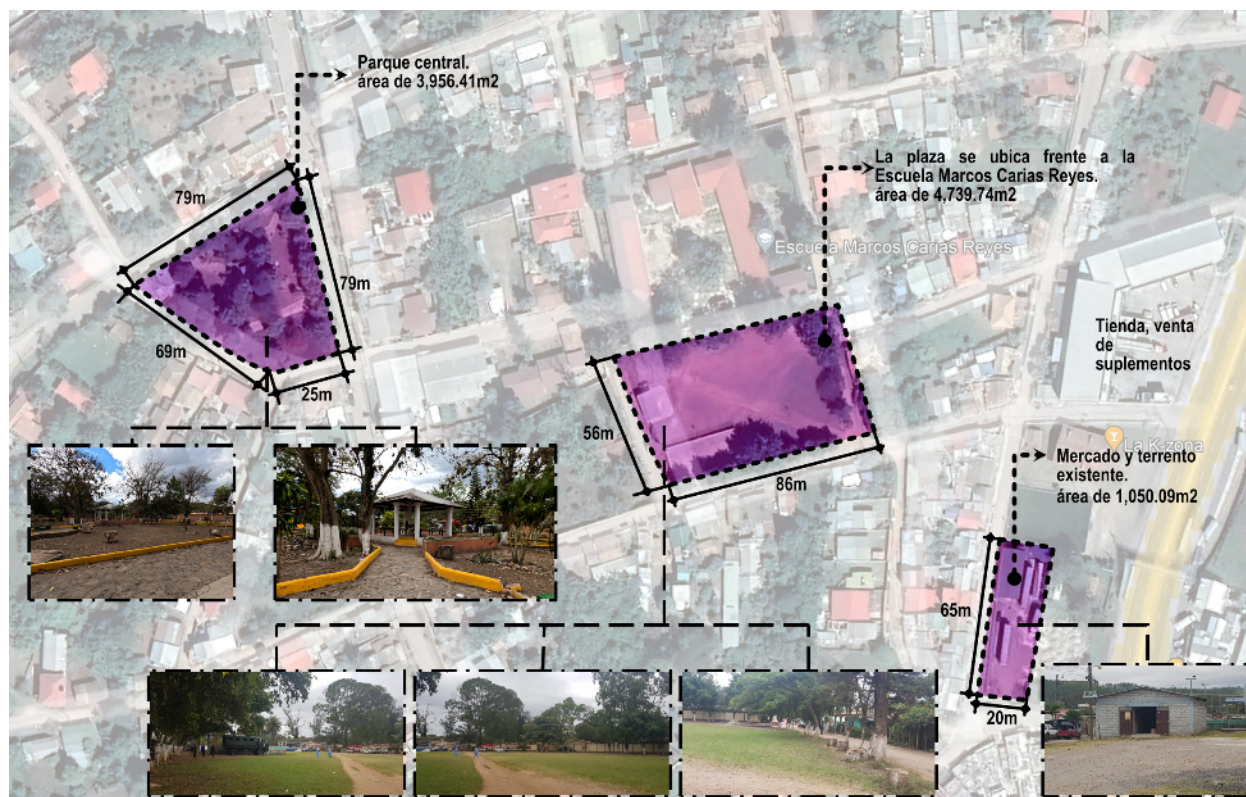 Parque central.
área de 3,956.41m2
79m
79m
69m
25m
La plaza se ubica frente a la
Escuela Marcos Carias Reyes.
área de 4,739.74m2
Escuela Marcos Carias Reyes
56m
86m
Tienda, venta
de
suplementos
La K-zona
Mercado y terrento
existente.
área de 1,050.09m2
65m
20m